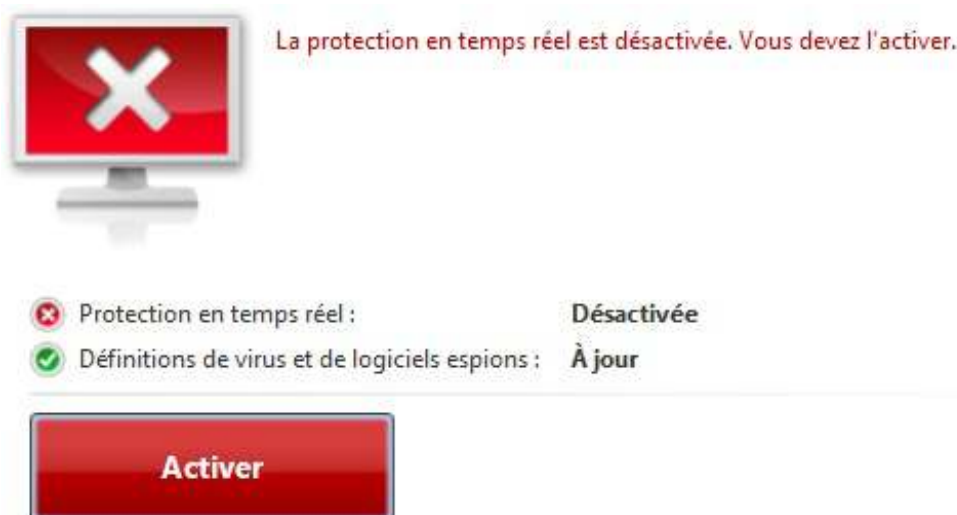 La protection en temps réel est désactivée. Vous devez l'activer.
Protection en temps réel : Désactivée
Définitions de virus et de logiciels espions : À jour
Activer